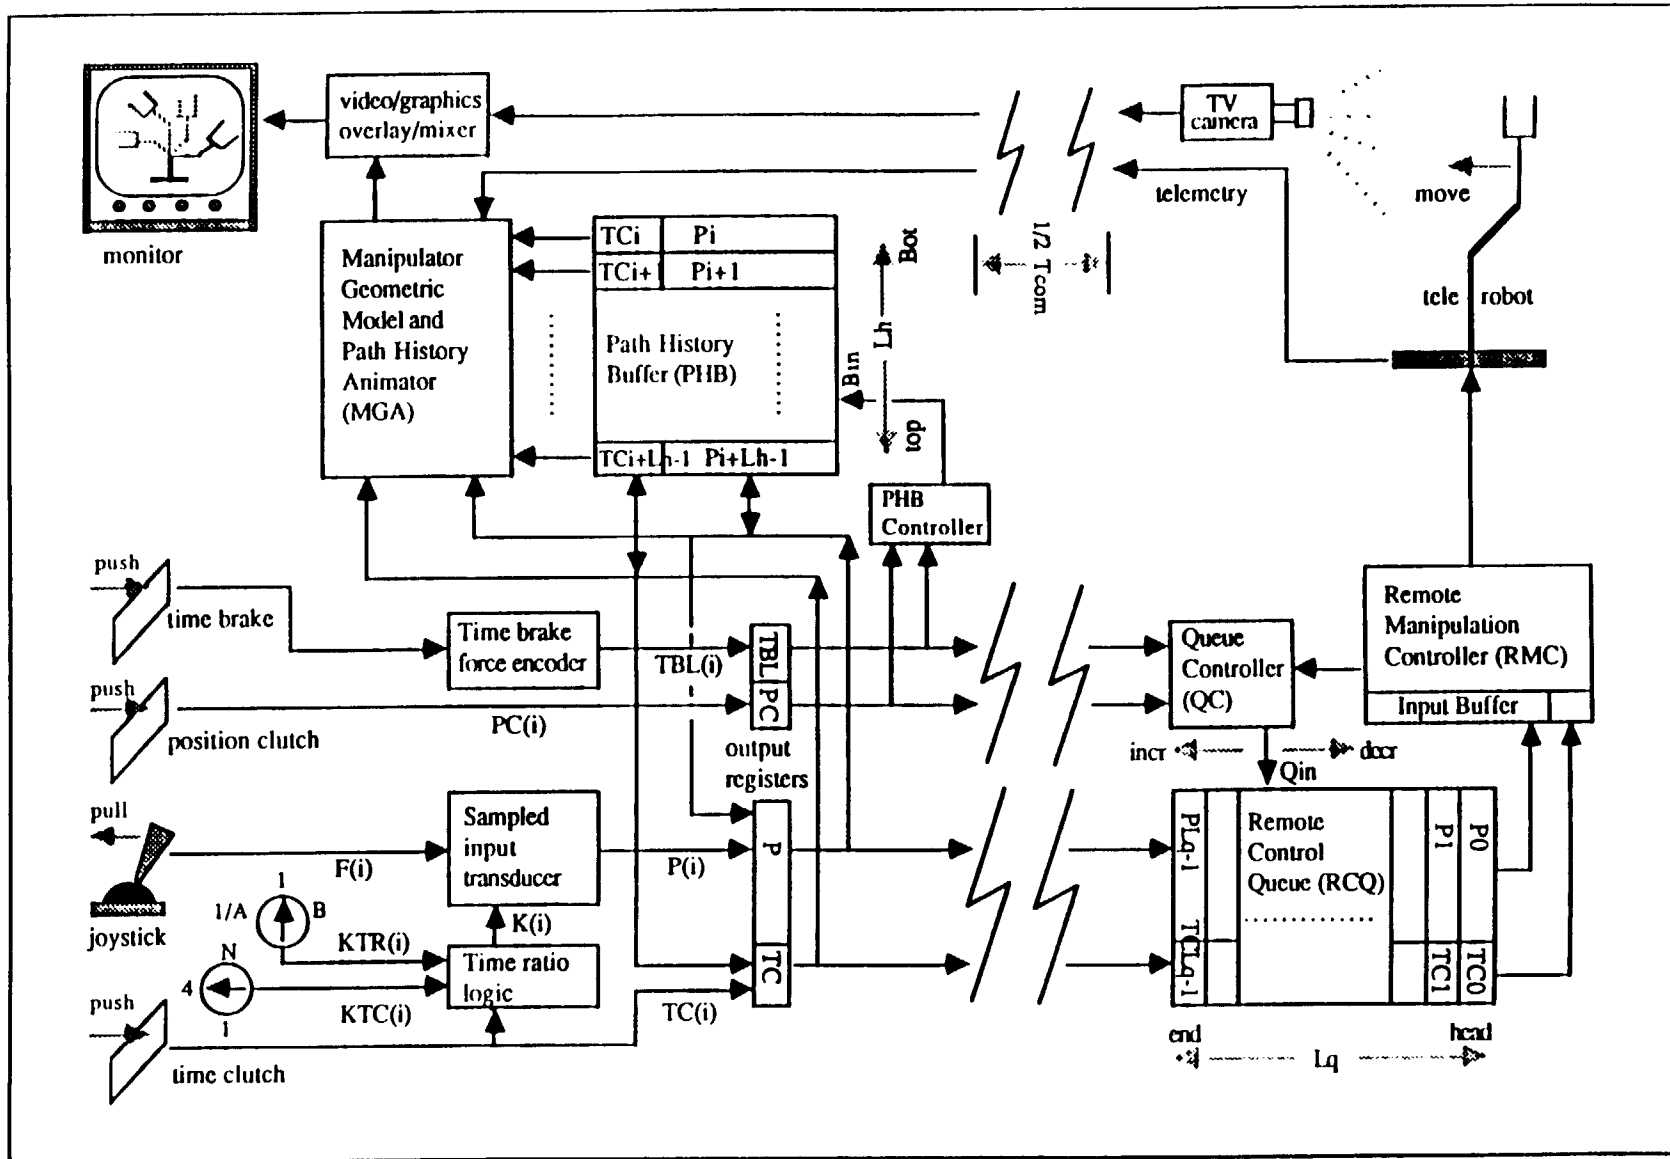 video/graphics
overlay/mixer
TV
camera
move
telemetry
monitor
Manipulator
Geometric
Model and
Path History
Animator
(MGA)
TCi Pi
TCi+1 Pi+1
Path History
Buffer (PHB)
TCi+Lh-1 Pi+Lh-1
Bot
Lh
Bin
top
1/2 Tcom
tele robot
PHB
Controller
push
time brake
Time brake
force encoder
TBL(i)
TBL
PC
push
position clutch
PC(i)
output
registers
Queue
Controller
(QC)
Remote
Manipulation
Controller (RMC)
Input Buffer
incr
decr
Qin
pull
joystick
F(i)
Sampled
input
transducer
P(i)
P
K(i)
1
1/A
B
KTR(i)
N
4
1
KTC(i)
Time ratio
logic
TC(i)
TC
push
time clutch
PLq-1
TCLq-1
Remote
Control
Queue (RCQ)
P1
P0
TC1
TC0
end
head
Lq